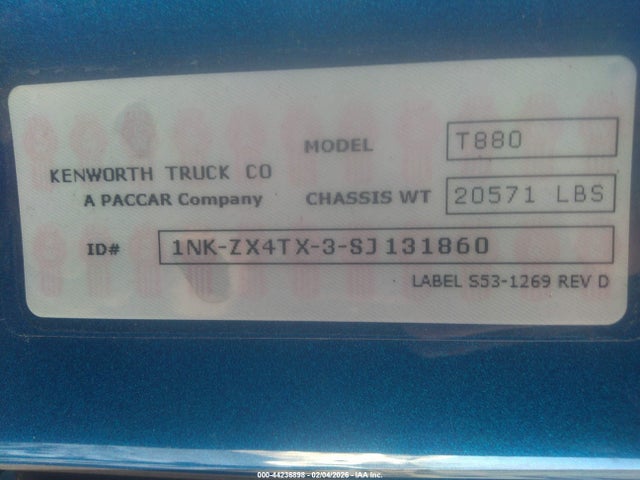 MODEL T880
KENWORTH TRUCK CO
A PACCAR Company CHASSIS WT 20571 LBS
ID# 1NK-ZX4TX-3-SJ131860
LABEL S53-1269 REV D
000-44236898 - 02/04/2026 - IAA Inc.